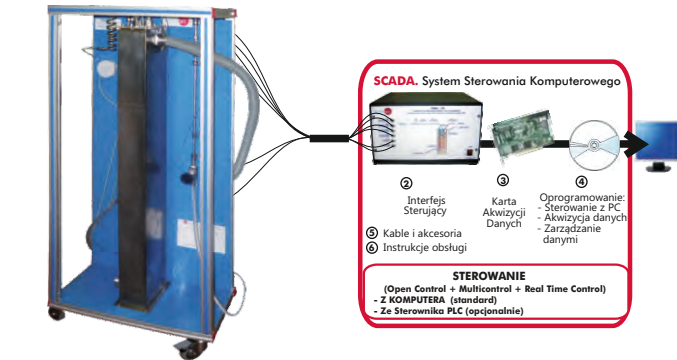 SCADA. System Sterowania Komputerowego
②
Interfejs
Sterujący
③
Karta
Akwizycji
Danych
④
Oprogramowanie:
- Sterowanie z PC
- Akwizycja danych
- Zarządzanie
danymi
⑤ Kable i akcesoria
⑥ Instrukcje obsługi
STEROWANIE
(Open Control + Multicontrol + Real Time Control)
- Z KOMPUTERA (standard)
- Ze Sterownika PLC (opcjonalnie)